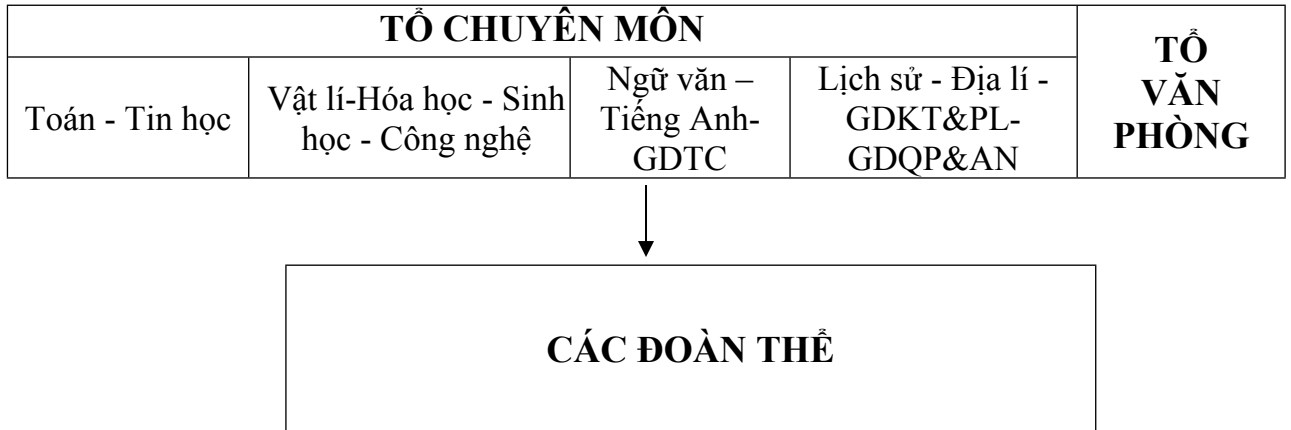 TỔ CHUYÊN MÔN
TỔ
VĂN
PHÒNG
Toán - Tin học
Vật lí-Hóa học - Sinh
học - Công nghệ
Ngữ văn –
Tiếng Anh-
GDTC
Lịch sử - Địa lí -
GDKT&PL-
GDQP&AN
CÁC ĐOÀN THỂ